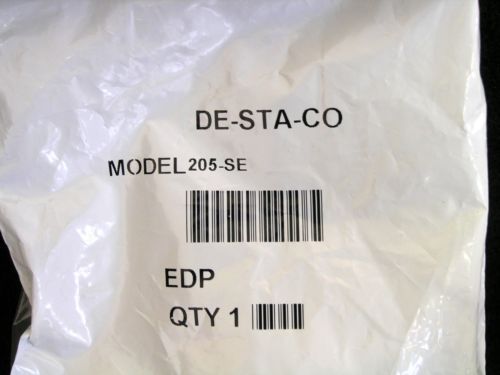 DE-STA-CO
MODEL 205-SE
EDP
QTY 1